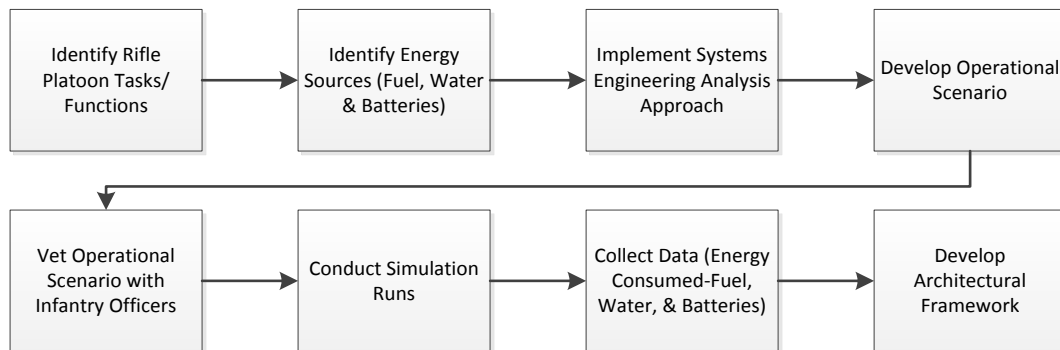 Identify Rifle
Platoon Tasks/
Functions
Identify Energy
Sources (Fuel, Water
& Batteries)
Implement Systems
Engineering Analysis
Approach
Develop Operational
Scenario
Vet Operational
Scenario with
Infantry Officers
Conduct Simulation
Runs
Collect Data (Energy
Consumed-Fuel,
Water, & Batteries)
Develop
Architectural
Framework